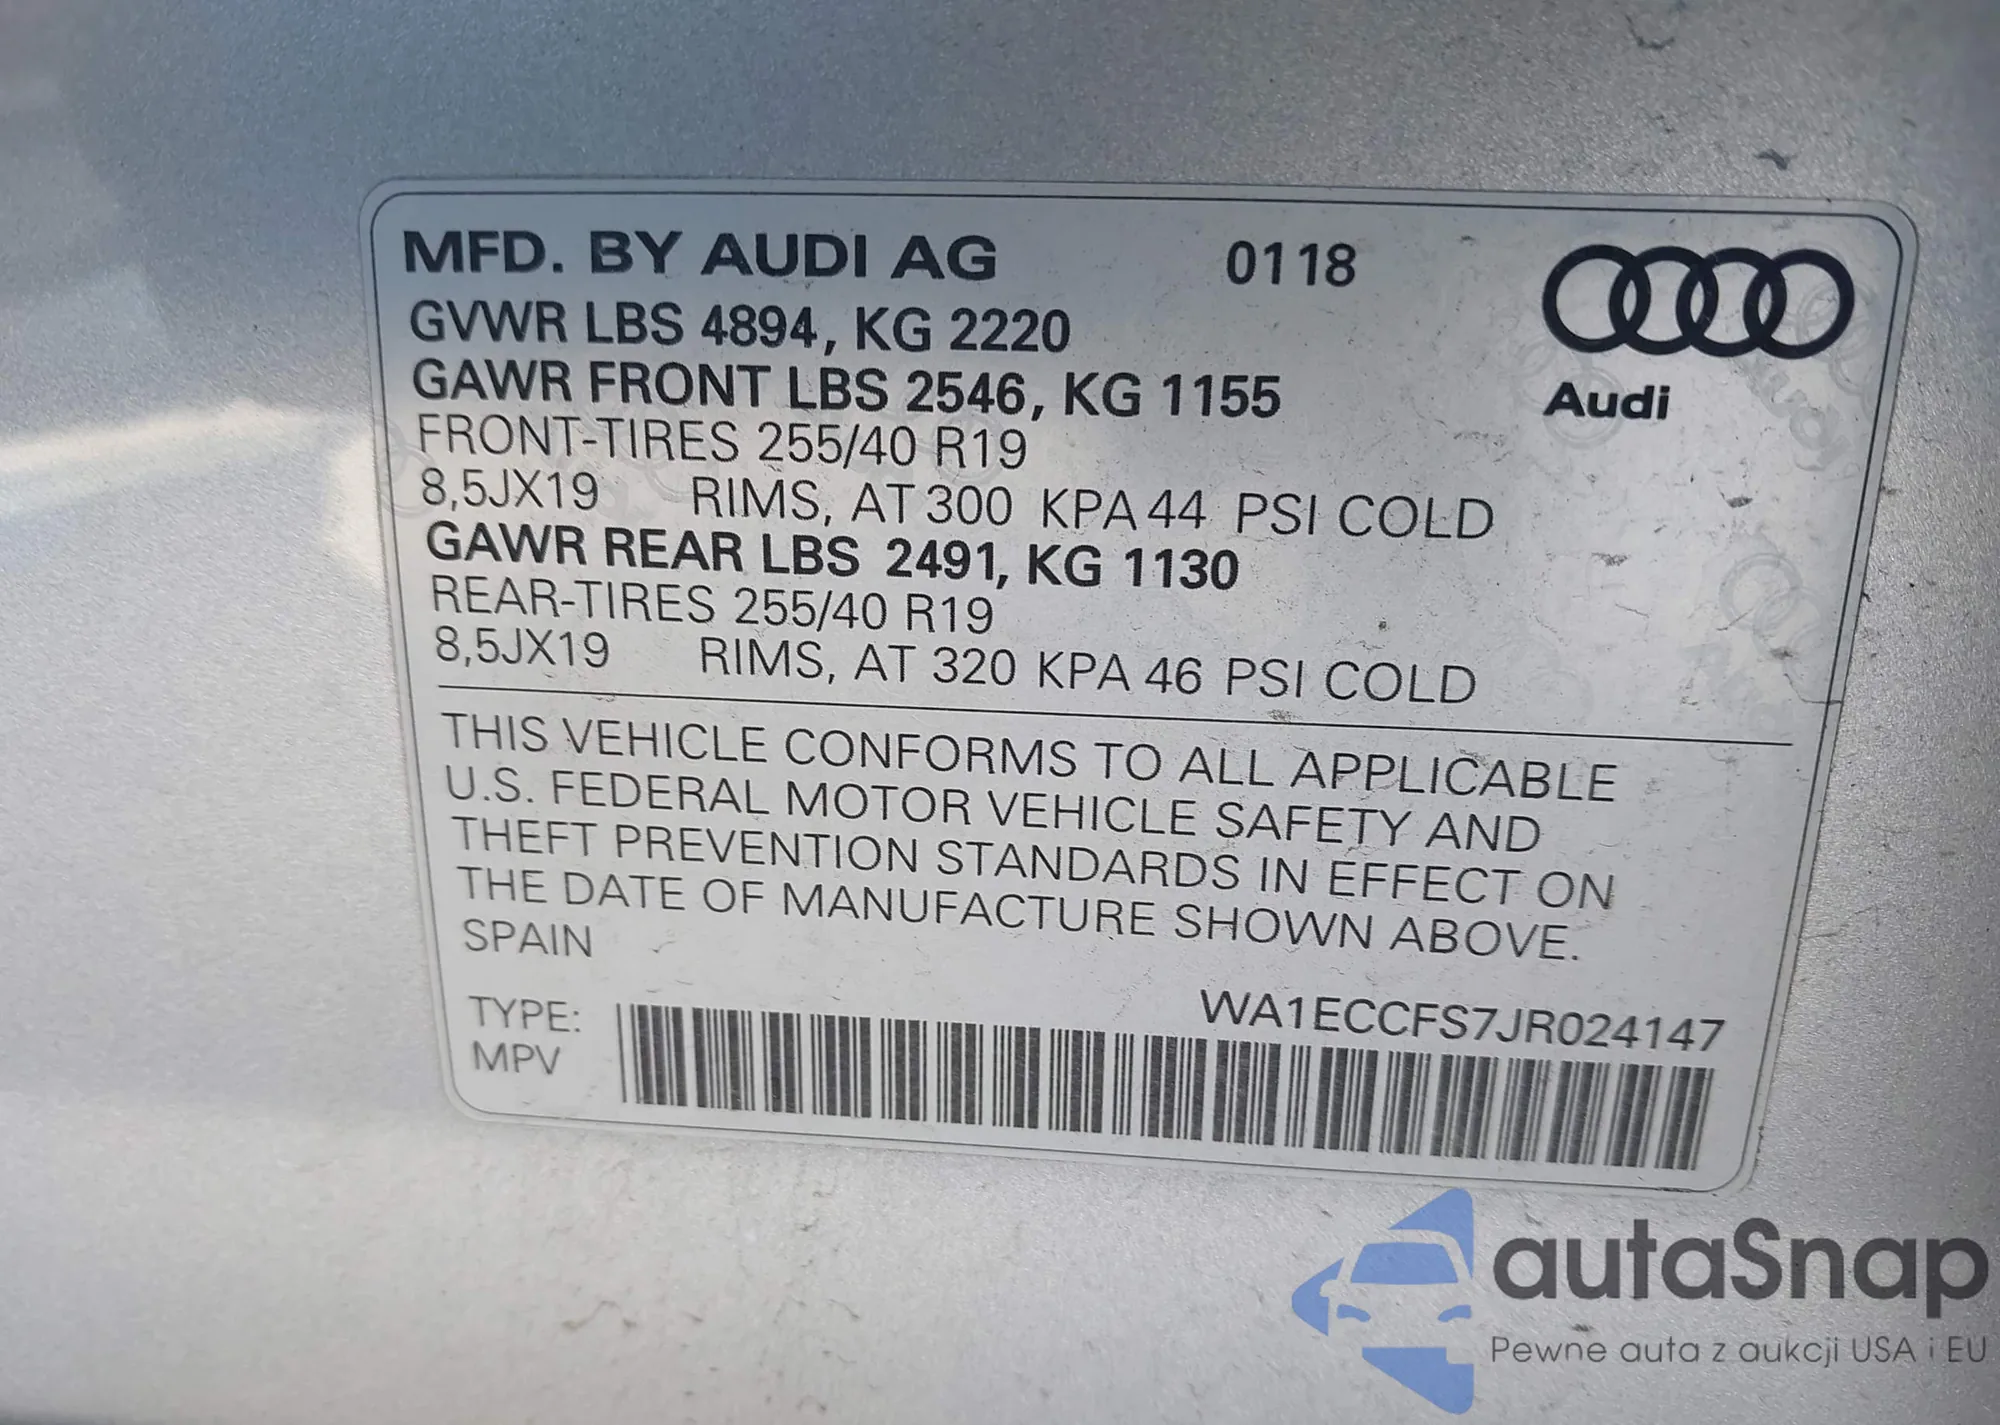 MFD. BY AUDI AG 0118
GVWR LBS 4894, KG 2220
GAWR FRONT LBS 2546, KG 1155
Audi
FRONT-TIRES 255/40 R19
8,5JX19 RIMS, AT 300 KPA 44 PSI COLD
GAWR REAR LBS 2491, KG 1130
REAR-TIRES 255/40 R19
8,5JX19 RIMS, AT 320 KPA 46 PSI COLD
THIS VEHICLE CONFORMS TO ALL APPLICABLE
U.S. FEDERAL MOTOR VEHICLE SAFETY AND
THEFT PREVENTION STANDARDS IN EFFECT ON
THE DATE OF MANUFACTURE SHOWN ABOVE.
SPAIN
WA1ECCFS7JR024147
TYPE:
MPV
autaSnap
Pewne auta z aukcji USA i EU